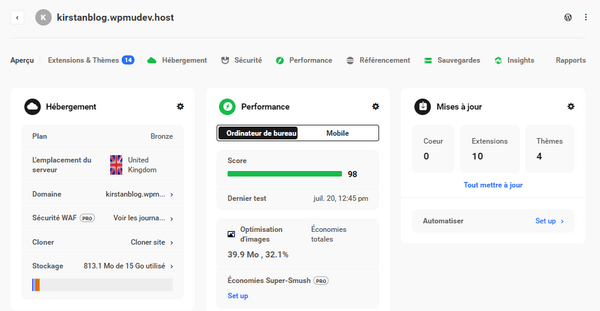 K kirstanblog.wpmudev.host
Aperçu Extensions & Thèmes 14 Hébergement Sécurité Performance Référencement Sauvegardes Insights Rapports
Hébergement
Plan Bronze
L'emplacement du
serveur
United
Kingdom
Domaine kirstanblog.wpm...
Sécurité WAF PRO Voir les journa...
Cloner Cloner site
Stockage 813.1 Mo de 15 Go utilisé
Performance
Ordinateur de bureau Mobile
Score
98
Dernier test juil. 20, 12:45 pm
Optimisation
d'images
Économies
totales
39.9 Mo , 32.1%
Économies Super-Smush PRO
Set up
Mises à jour
Coeur Extensions Thèmes
0 10 4
Tout mettre à jour
Automatiser Set up